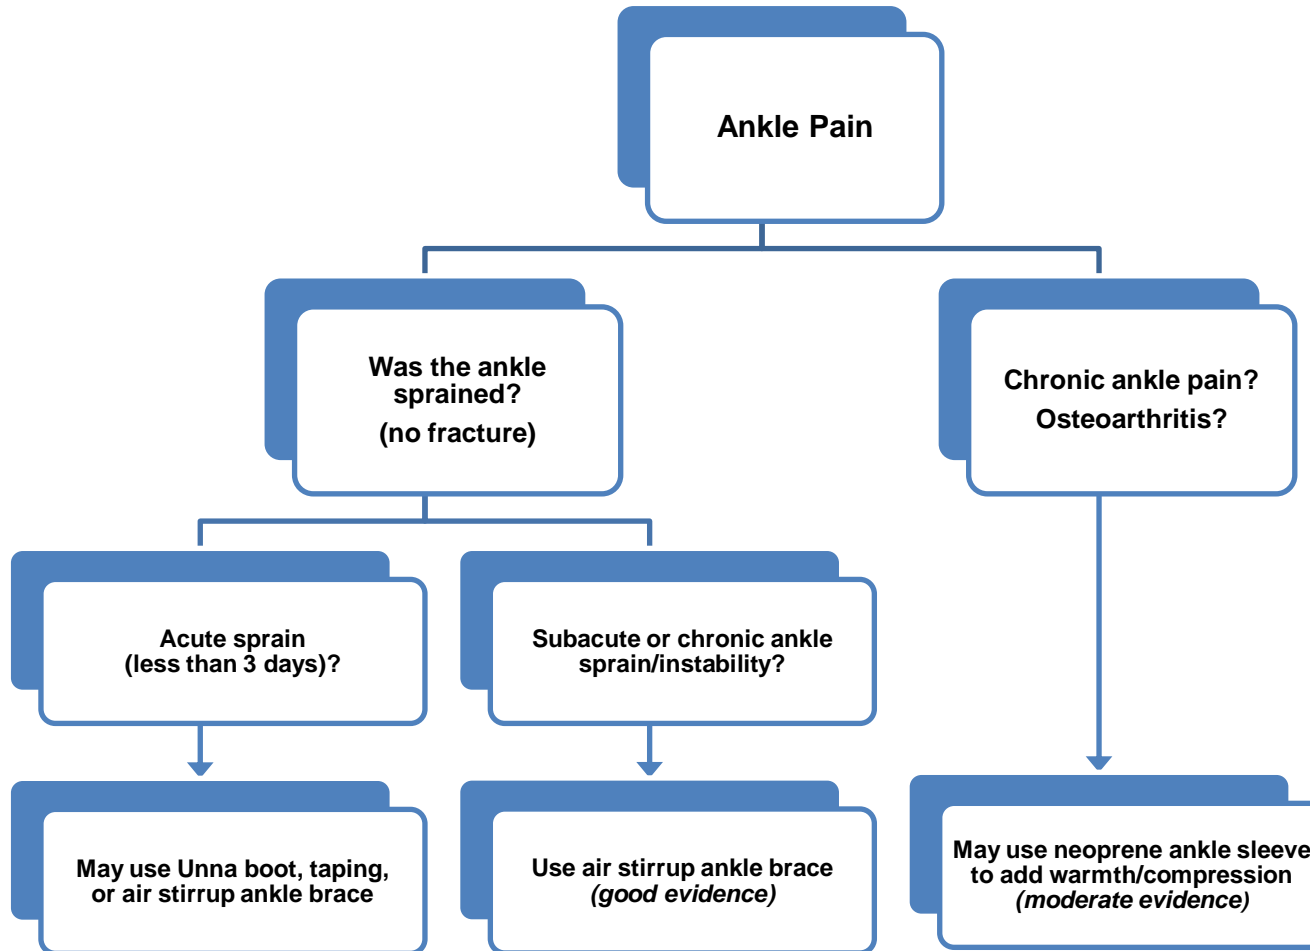 Ankle Pain
Was the ankle
sprained?
(no fracture)
Chronic ankle pain?
Osteoarthritis?
Acute sprain
(less than 3 days)?
Subacute or chronic ankle
sprain/instability?
May use Unna boot, taping,
or air stirrup ankle brace
Use air stirrup ankle brace
(good evidence)
May use neoprene ankle sleeve
to add warmth/compression
(moderate evidence)